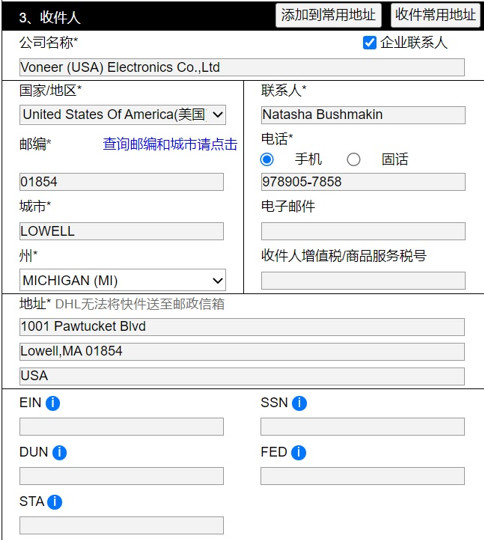 3、收件人 添加到常用地址 收件常用地址
公司名称* 企业联系人
Voneer (USA) Electronics Co.,Ltd
国家/地区* 联系人*
United States Of America(美国 Natasha Bushmakin
邮编* 查询邮编和城市请点击 电话*
手机 固话
01854 978905-7858
城市* 电子邮件
LOWELL
州* 收件人增值税/商品服务税号
MICHIGAN (MI)
地址* DHL无法将快件送至邮政信箱
1001 Pawtucket Blvd
Lowell,MA 01854
USA
EIN i SSN i
DUN i FED i
STA i